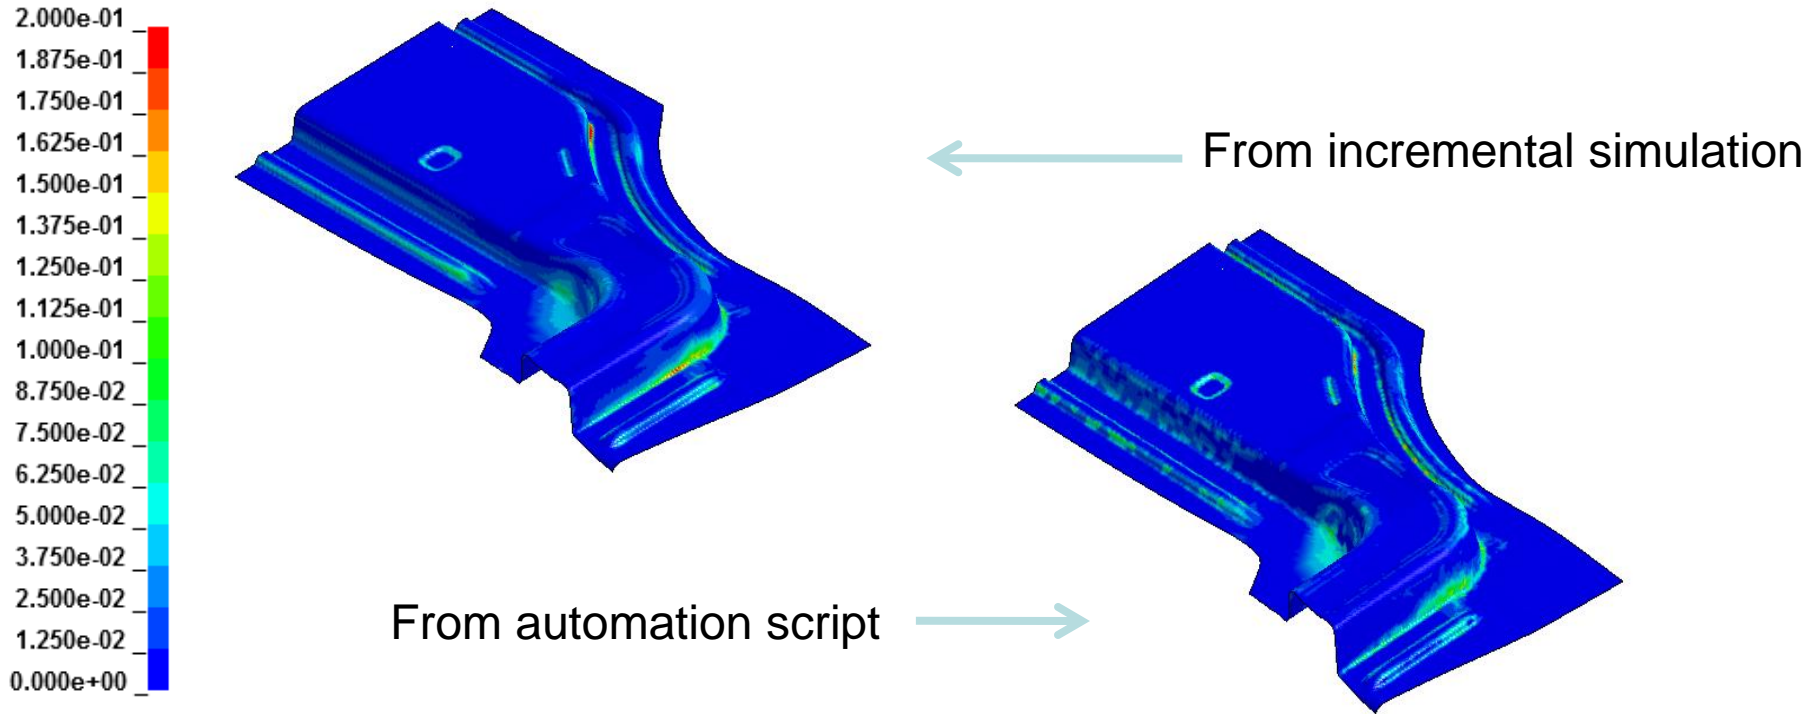 2.000e-01
1.875e-01
1.750e-01
1.625e-01
1.500e-01
1.375e-01
1.250e-01
1.125e-01
1.000e-01
8.750e-02
7.500e-02
6.250e-02
5.000e-02
3.750e-02
2.500e-02
1.250e-02
0.000e+00
From incremental simulation
From automation script